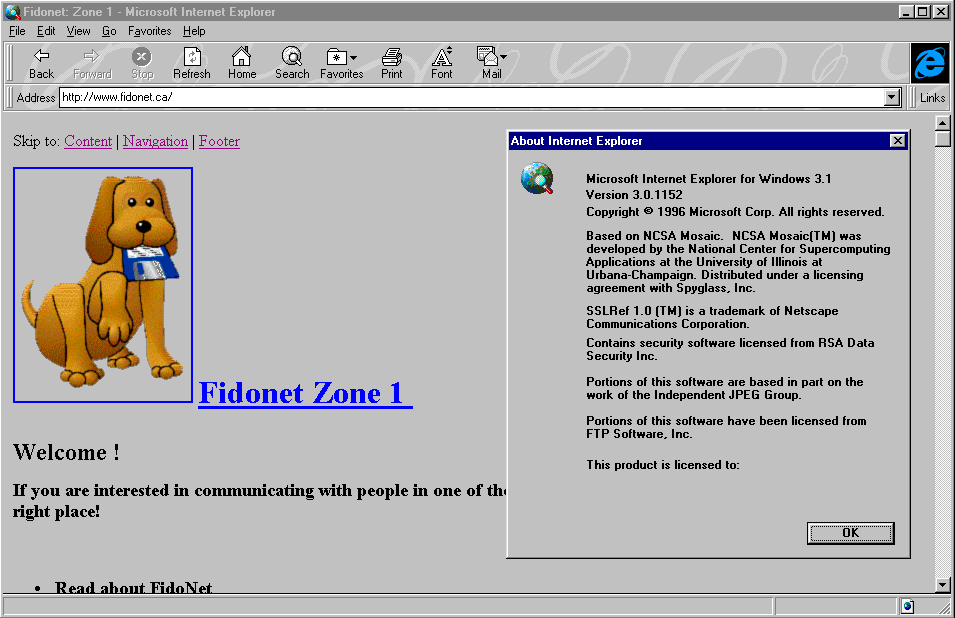 Fidonet: Zone 1 - Microsoft Internet Explorer
File Edit View Go Favorites Help
Back Forward Stop Refresh Home Search Favorites Print Font Mail
Address http://www.fidonet.ca/ Links
Skip to: Content | Navigation | Footer
Fidonet Zone 1
Welcome !
If you are interested in communicating with people in one of the
right place!
• Read about FidoNet
About Internet Explorer
Microsoft Internet Explorer for Windows 3.1
Version 3.0.1152
Copyright © 1996 Microsoft Corp. All rights reserved.
Based on NCSA Mosaic. NCSA Mosaic(TM) was
developed by the National Center for Supercomputing
Applications at the University of Illinois at
Urbana-Champaign. Distributed under a licensing
agreement with Spyglass, Inc.
SSLRef 1.0 (TM) is a trademark of Netscape
Communications Corporation.
Contains security software licensed from RSA Data
Security Inc.
Portions of this software are based in part on the
work of the Independent JPEG Group.
Portions of this software have been licensed from
FTP Software, Inc.
This product is licensed to:
OK